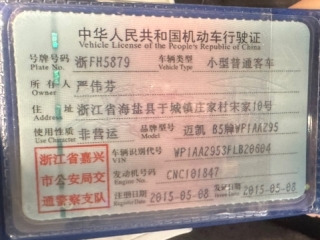 中华人民共和国机动车行驶证
Vehicle License of the People's Republic of China
号牌号码 浙FH5879 车辆类型 小型普通客车
Plate No. Vehicle Type
所有人 严伟芬
Owner
住址 浙江省海盐县于城镇庄家村宋家10号
Address
使用性质 非营运 品牌型号 迈凯 B5牌WP1AA295
Use Character Model
浙江省嘉兴
市公安局交
通警察支队
车辆识别代号 WP1AA2953FLB20604
VIN
发动机号码 CNC101847
Engine No.
注册日期 2015-05-08 发证日期 2015-05-08
Register Date Issue Date